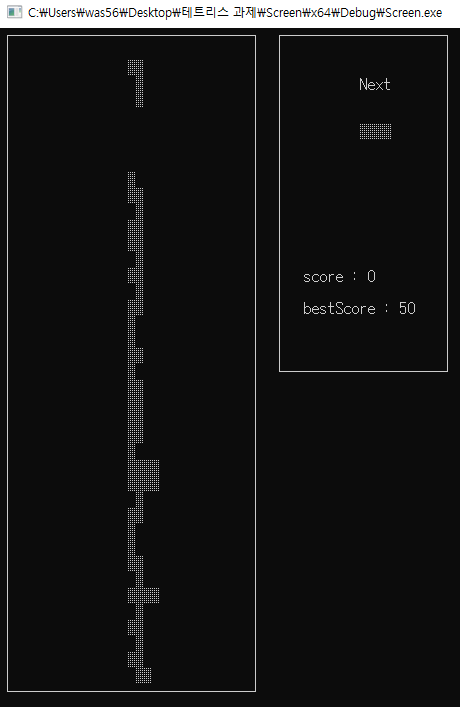 C:₩Users₩was56₩Desktop₩테트리스 과제₩Screen₩x64₩Debug₩Screen.exe
Next
score : 0
bestScore : 50